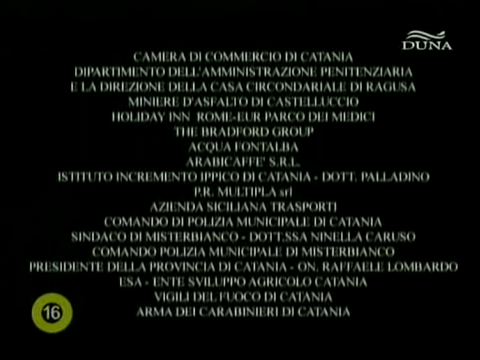 DUNA
CAMERA DI COMMERCIO DI CATANIA
DIPARTIMENTO DELL'AMMINISTRAZIONE PENITENZIARIA
E LA DIREZIONE DELLA CASA CIRCONDARIALE DI RAGUSA
MINIERE D'ASFALTO DI CASTELLUCCIO
HOLIDAY INN ROME-EUR PARCO DEI MEDICI
THE BRADFORD GROUP
ACQUA FONTALBA
ARABICAFFE' S.R.L.
ISTITUTO INCREMENTO IPPICO DI CATANIA - DOTT. PALLADINO
P.R. MULTIPLA srl
AZIENDA SICILIANA TRASPORTI
COMANDO DI POLIZIA MUNICIPALE DI CATANIA
SINDACO DI MISTERBIANCO - DOTT.SSA NINELLA CARUSO
COMANDO POLIZIA MUNICIPALE DI MISTERBIANCO
PRESIDENTE DELLA PROVINCIA DI CATANIA - ON. RAFFAELE LOMBARDO
ESA - ENTE SVILUPPO AGRICOLO CATANIA
VIGILI DEL FUOCO DI CATANIA
ARMA DEI CARABINIERI DI CATANIA
16